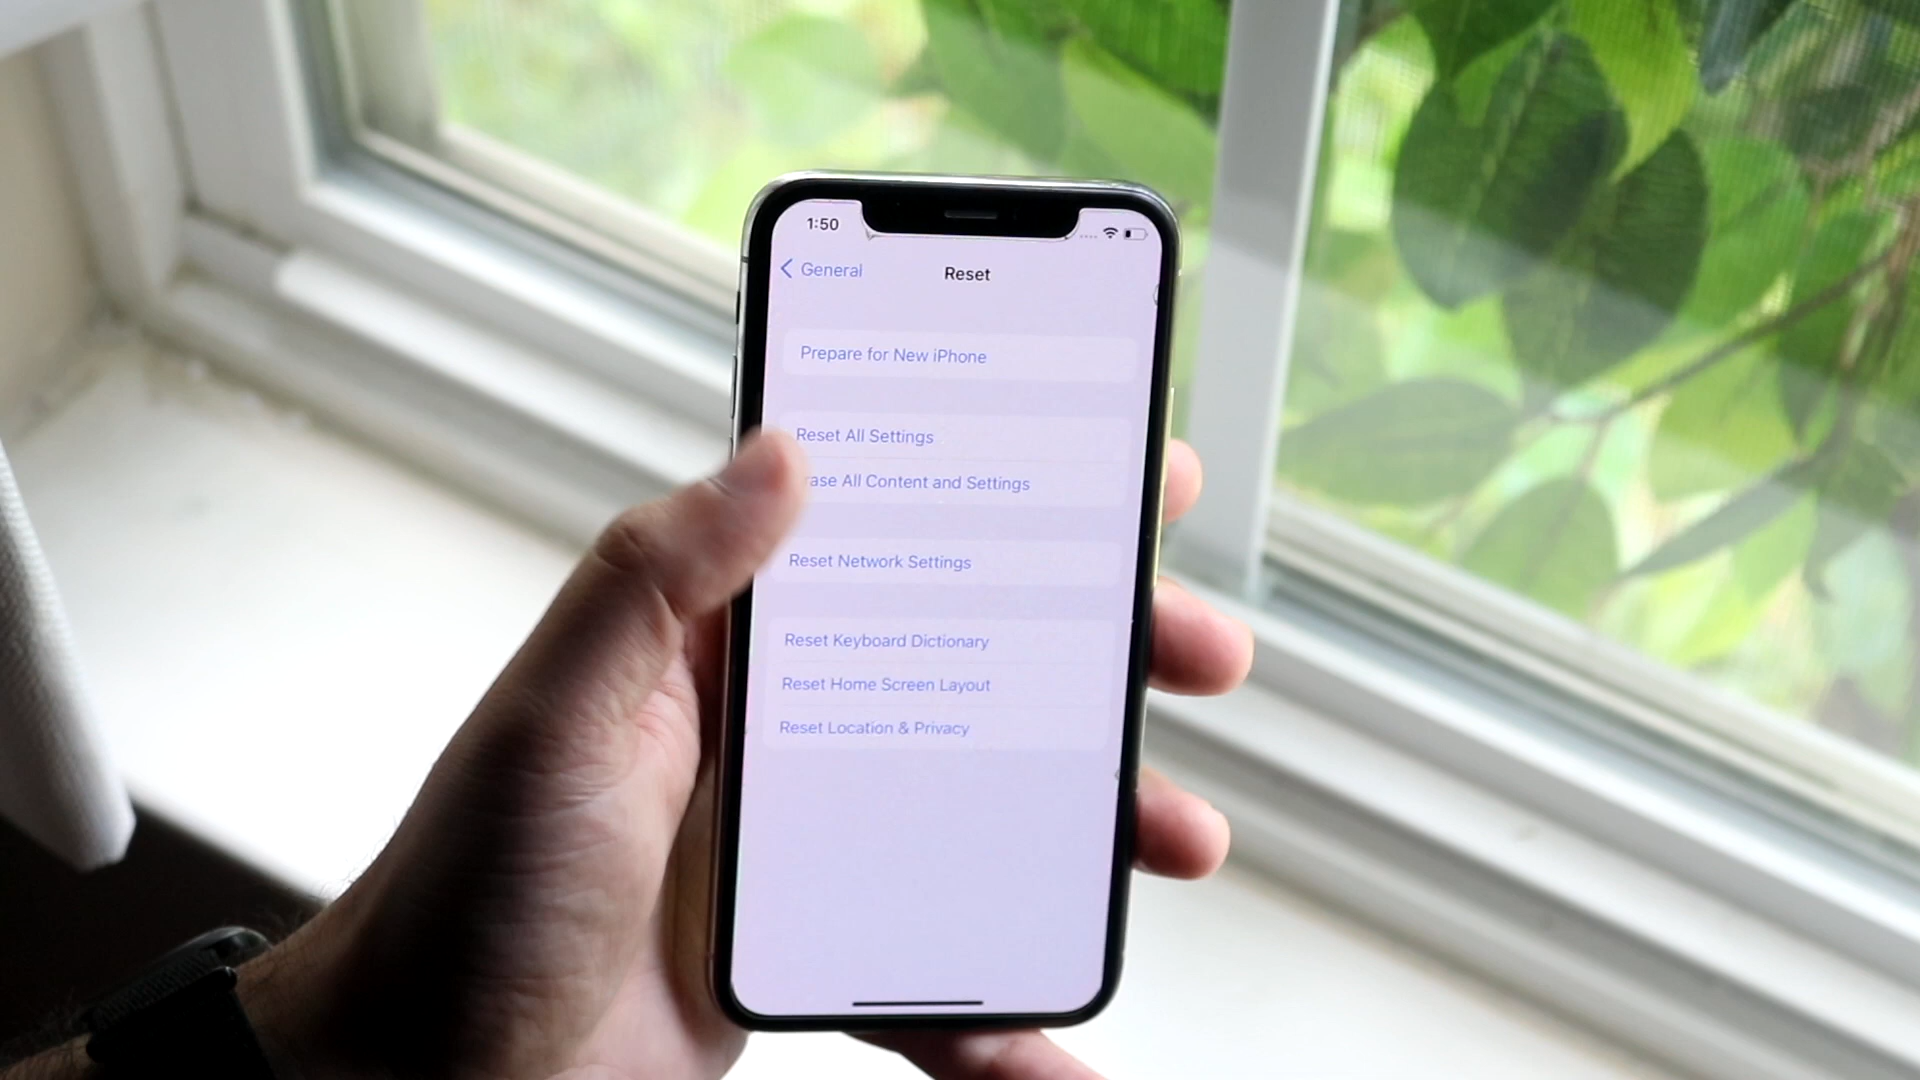 1:50
General
Reset
Prepare for New iPhone
Reset All Settings
rase All Content and Settings
Reset Network Settings
Reset Keyboard Dictionary
Reset Home Screen Layout
Reset Location & Privacy